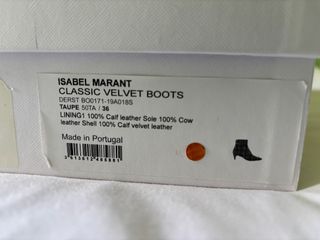 ISABEL MARANT
CLASSIC VELVET BOOTS
DERST BO0171-19A018S
TAUPE 50TA / 36
LINING1 100% Calf leather Sole 100% Cow
leather Shell 100% Calf velvet leather
Made in Portugal